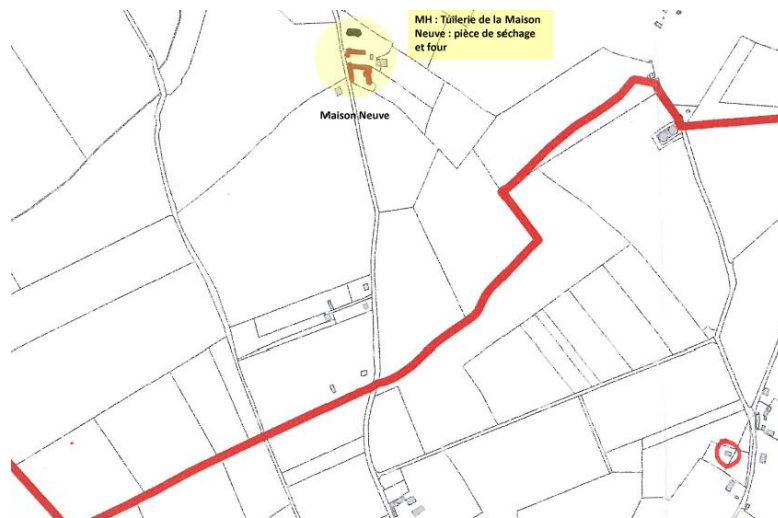 MH : Tuilerie de la Maison
Neuve : pièce de séchage
et four
Maison Neuve